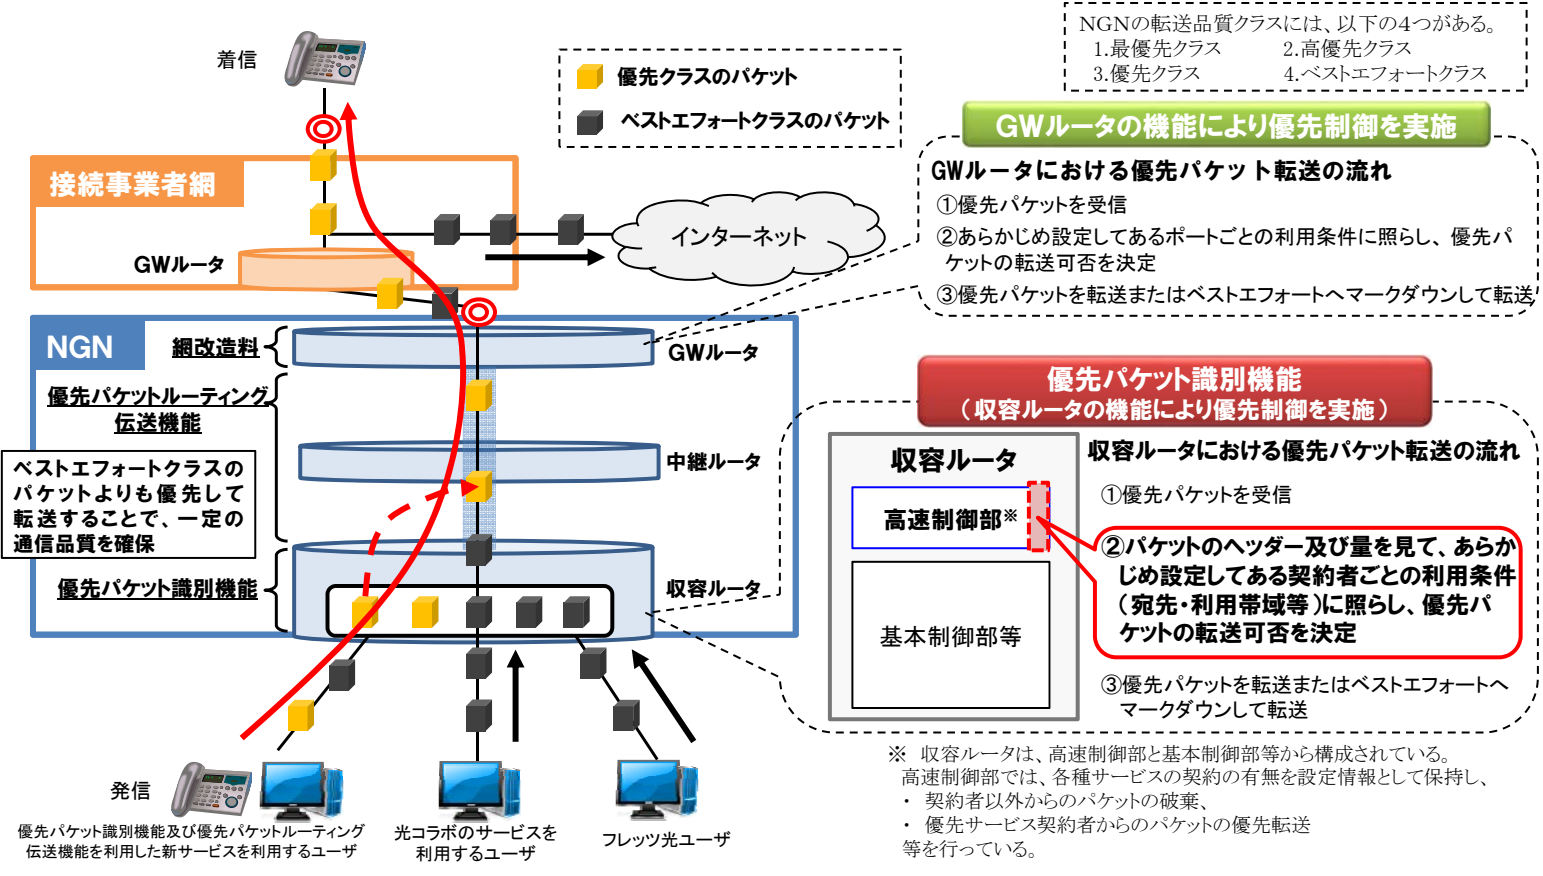 NGNの転送品質クラスには、以下の4つがある。
1.最優先クラス 2.高優先クラス
3.優先クラス 4.ベストエフォートクラス
着信
優先クラスのパケット
ベストエフォートクラスのパケット
GWルータの機能により優先制御を実施
GWルータにおける優先パケット転送の流れ
①優先パケットを受信
②あらかじめ設定してあるポートごとの利用条件に照らし、優先パ
ケットの転送可否を決定
③優先パケットを転送またはベストエフォートへマークダウンして転送
接続事業者網
GWルータ
インターネット
NGN
網改造料
GWルータ
優先パケットルーティング
伝送機能
中継ルータ
ベストエフォートクラスの
パケットよりも優先して
転送することで、一定の
通信品質を確保
優先パケット識別機能
収容ルータ
優先パケット識別機能
（収容ルータの機能により優先制御を実施）
収容ルータ
高速制御部※
基本制御部等
収容ルータにおける優先パケット転送の流れ
①優先パケットを受信
②パケットのヘッダー及び量を見て、あらか
じめ設定してある契約者ごとの利用条件
（宛先・利用帯域等）に照らし、優先パ
ケットの転送可否を決定
③優先パケットを転送またはベストエフォートへ
マークダウンして転送
発信
優先パケット識別機能及び優先パケットルーティング
伝送機能を利用した新サービスを利用するユーザ
光コラボのサービスを
利用するユーザ
フレッツ光ユーザ
※ 収容ルータは、高速制御部と基本制御部等から構成されている。
高速制御部では、各種サービスの契約の有無を設定情報として保持し、
・ 契約者以外からのパケットの破棄、
・ 優先サービス契約者からのパケットの優先転送
等を行っている。